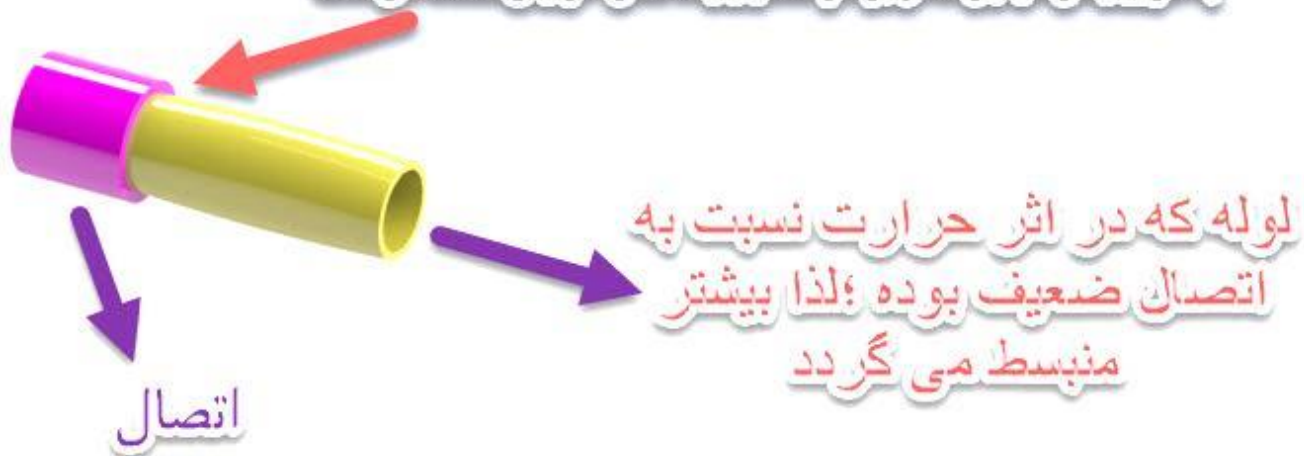 لوله که در اثر حرارت نسبت به
اتصال ضعیف بوده ؛لذا بیشتر
منبسط می گردد
اتصال